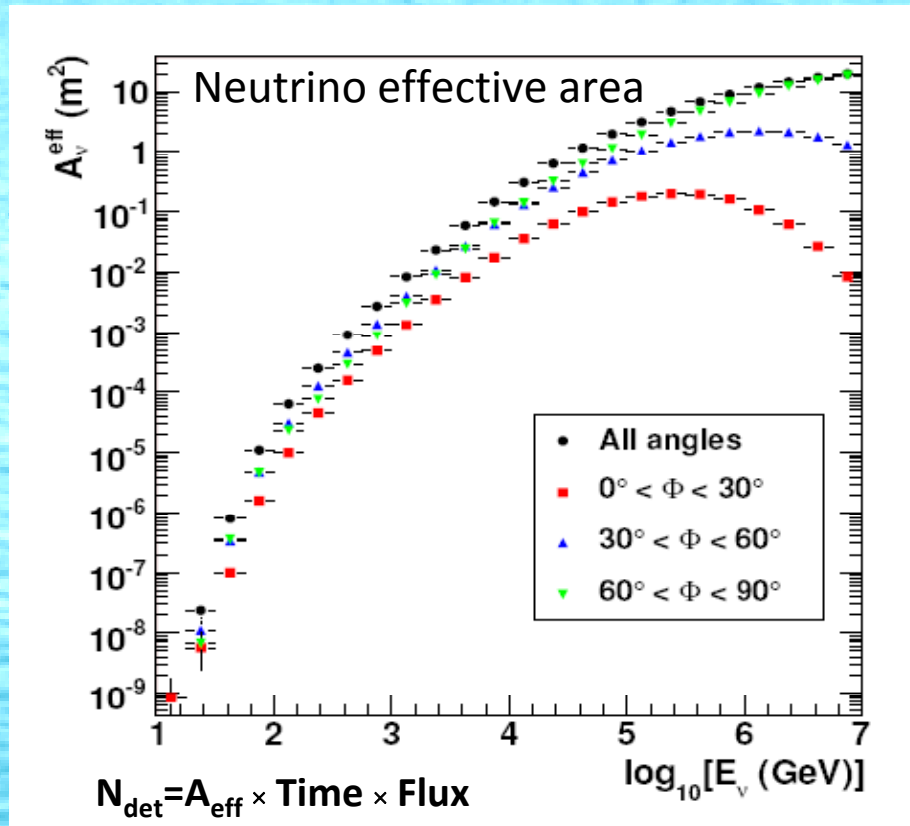 Neutrino effective area
A_ν^eff (m²)
10
1
10⁻¹
10⁻²
10⁻³
10⁻⁴
10⁻⁵
10⁻⁶
10⁻⁷
10⁻⁸
10⁻⁹
All angles
0° < Φ < 30°
30° < Φ < 60°
60° < Φ < 90°
1 2 3 4 5 6 7
log₁₀[E_ν (GeV)]
N_det=A_eff × Time × Flux